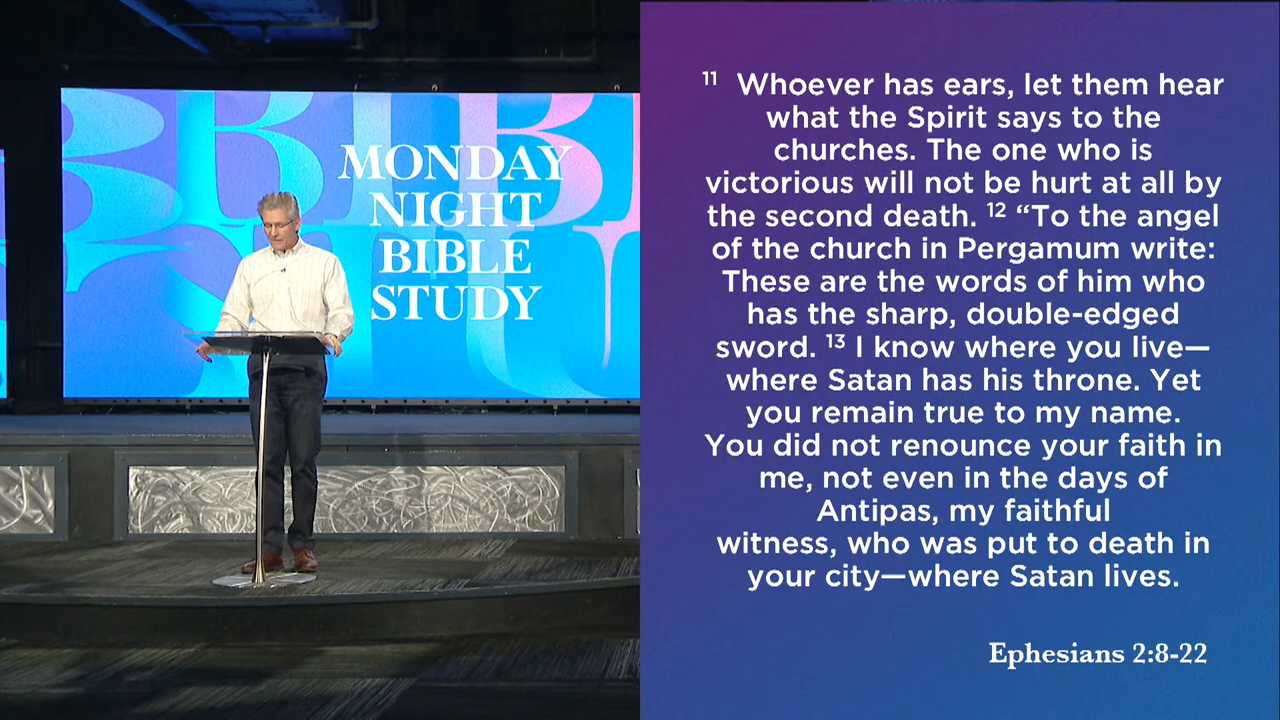 MONDAY
NIGHT
BIBLE
STUDY
11 Whoever has ears, let them hear
what the Spirit says to the
churches. The one who is
victorious will not be hurt at all by
the second death. 12 “To the angel
of the church in Pergamum write:
These are the words of him who
has the sharp, double-edged
sword. 13 I know where you live—
where Satan has his throne. Yet
you remain true to my name.
You did not renounce your faith in
me, not even in the days of
Antipas, my faithful
witness, who was put to death in
your city—where Satan lives.
Ephesians 2:8-22